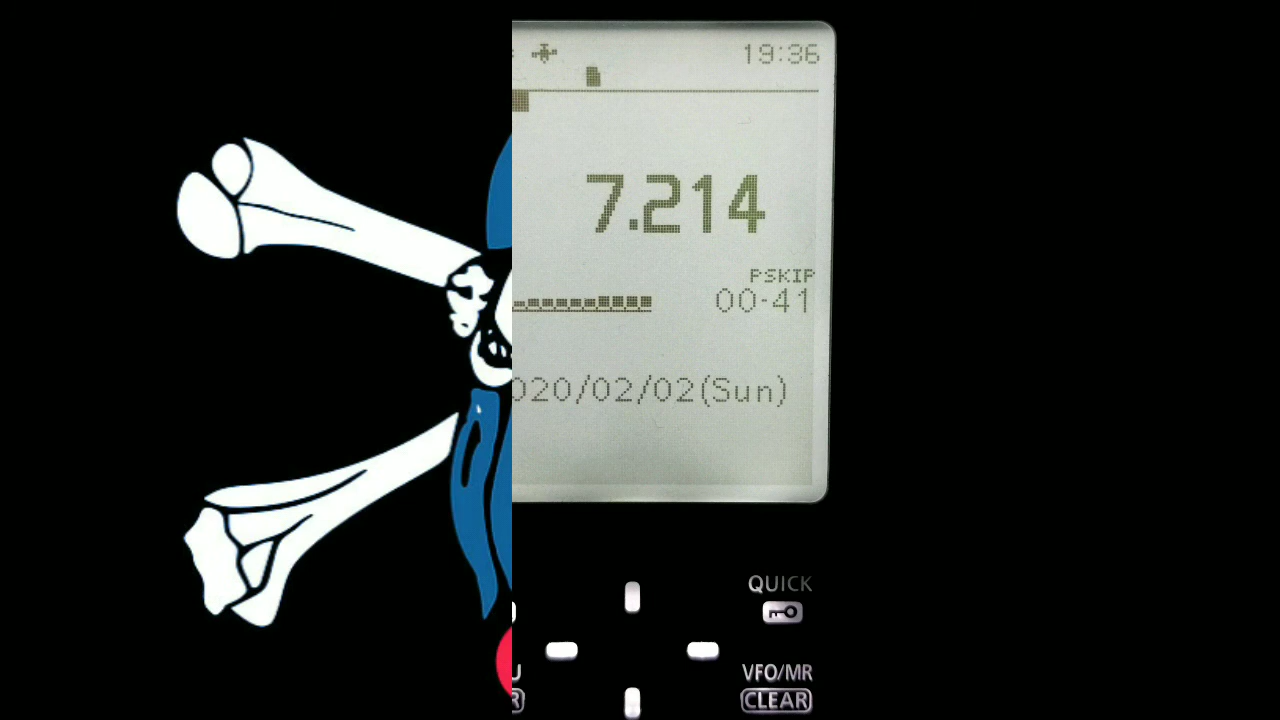 19:36
7.214
PSKIP
00-41
020/02/02(Sun)
QUICK
VFO/MR
CLEAR